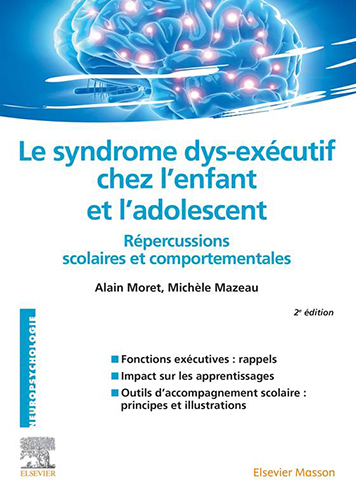 Le syndrome dys-exécutif
chez l'enfant
et l'adolescent
Répercussions
scolaires et comportementales
Alain Moret, Michèle Mazeau
2e édition
NEUROPSYCHOLOGIE
Fonctions exécutives : rappels
Impact sur les apprentissages
Outils d'accompagnement scolaire :
principes et illustrations
ELSEVIER
Elsevier Masson